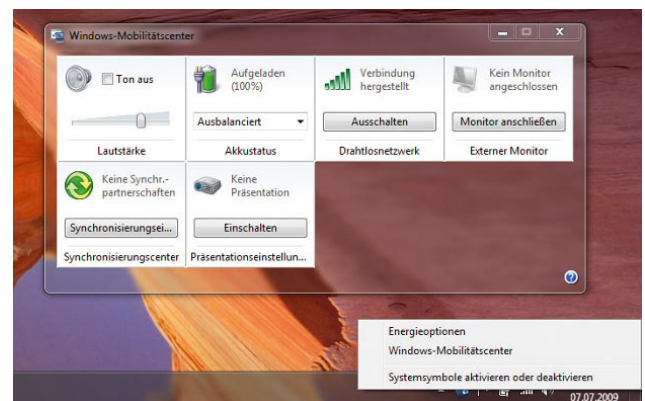 Windows-Mobilitätscenter
Ton aus
Lautstärke
Aufgeladen
(100%)
Ausbalanciert
Akkustatus
Verbindung
hergestellt
Ausschalten
Drahtlosnetzwerk
Kein Monitor
angeschlossen
Monitor anschließen
Externer Monitor
Keine Synchr.-
partnerschaften
Synchronisierungsei...
Synchronisierungscenter
Keine
Präsentation
Einschalten
Präsentationseinstellun...
Energieoptionen
Windows-Mobilitätscenter
Systemsymbole aktivieren oder deaktivieren
07.07.2009